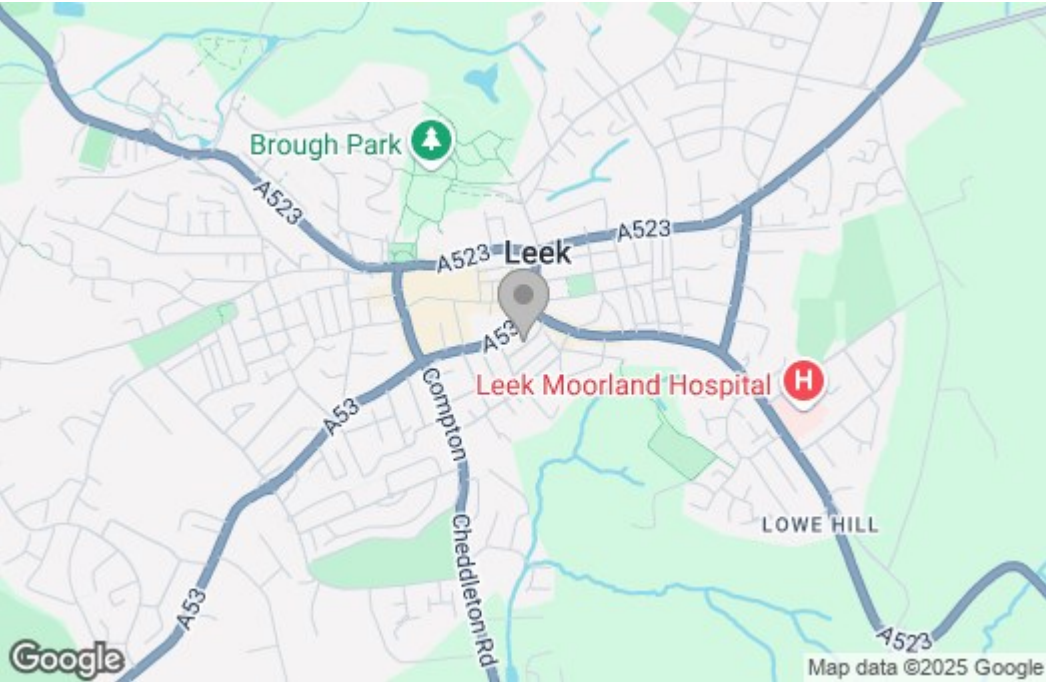 Brough Park
A523
A523
A523
Leek
A53
Leek Moorland Hospital
H
Compton
A53
LOWE HILL
Cheddleton Rd
A53
A523
Google
Map data ©2025 Google